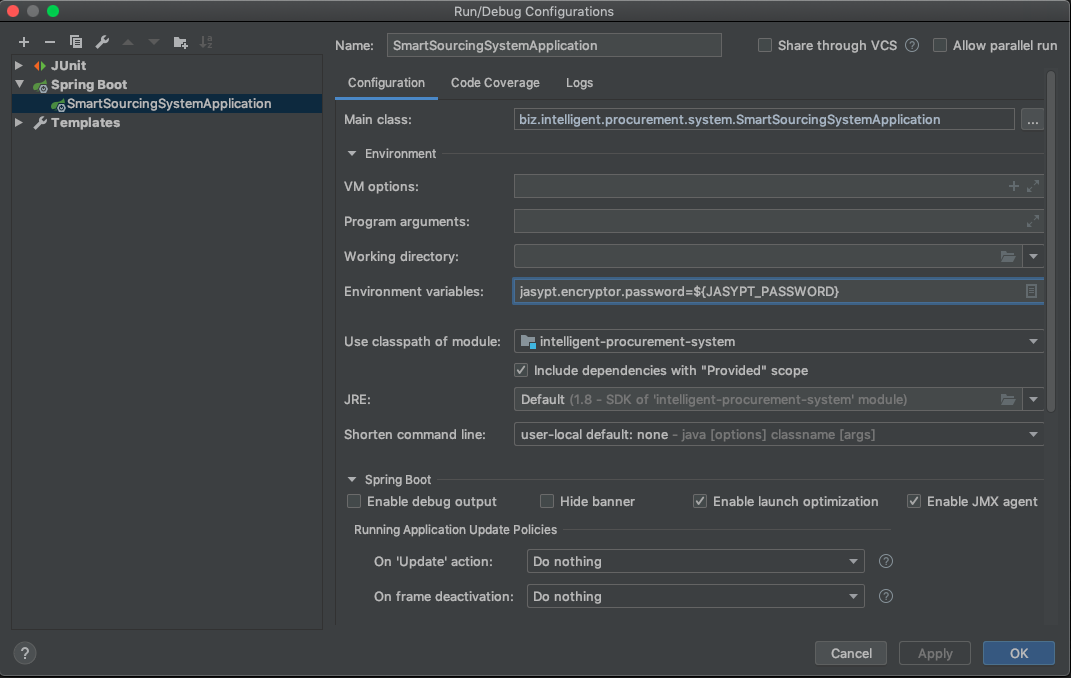 Run/Debug Configurations
Name: SmartSourcingSystemApplication Share through VCS ? Allow parallel run
JUnit
Spring Boot
SmartSourcingSystemApplication
Templates
Configuration Code Coverage Logs
Main class: biz.intelligent.procurement.system.SmartSourcingSystemApplication ...
Environment
VM options:
Program arguments:
Working directory:
Environment variables: jasypt.encryptor.password=${JASYPT_PASSWORD}
Use classpath of module: intelligent-procurement-system
Include dependencies with "Provided" scope
JRE: Default (1.8 - SDK of 'intelligent-procurement-system' module)
Shorten command line: user-local default: none - java [options] classname [args]
Spring Boot
Enable debug output Hide banner Enable launch optimization Enable JMX agent
Running Application Update Policies
On 'Update' action: Do nothing ?
On frame deactivation: Do nothing ?
? Cancel Apply OK